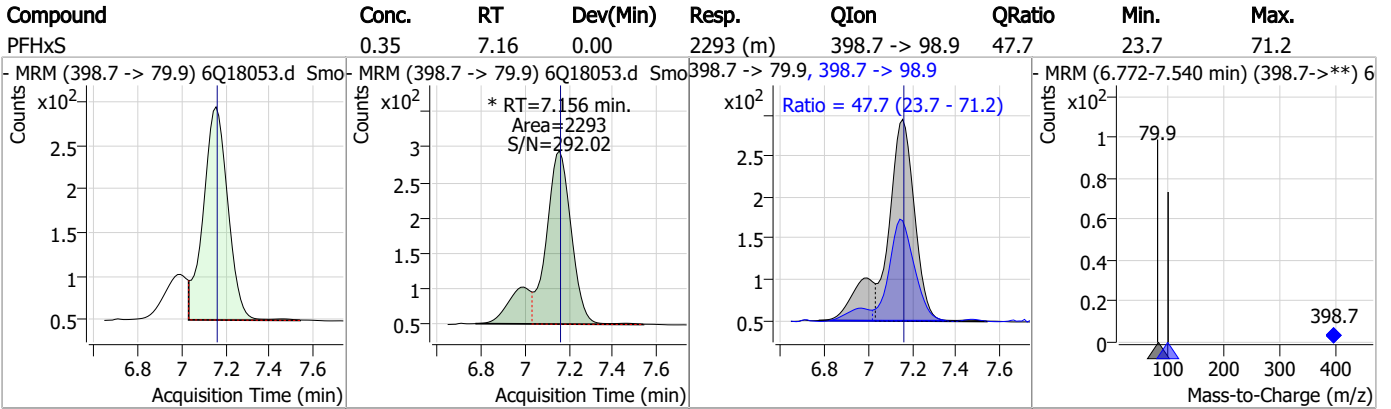 Compound Conc. RT Dev(Min) Resp. QIon QRatio Min. Max.
PFHxS 0.35 7.16 0.00 2293 (m) 398.7 -> 98.9 47.7 23.7 71.2
- MRM (398.7 -> 79.9) 6Q18053.d Smo
Counts
x10²
2.5
2
1.5
1
0.5
6.8 7 7.2 7.4 7.6
Acquisition Time (min)
- MRM (398.7 -> 79.9) 6Q18053.d Smo
Counts
x10²
* RT=7.156 min.
Area=2293
S/N=292.02
3
2.5
2
1.5
1
0.5
6.8 7 7.2 7.4 7.6
Acquisition Time (min)
398.7 -> 79.9, 398.7 -> 98.9
x10²
Ratio = 47.7 (23.7 - 71.2)
2.5
2
1.5
1
0.5
6.8 7 7.2 7.4 7.6
Acquisition Time (min)
- MRM (6.772-7.540 min) (398.7->**) 6
Counts
x10²
79.9
1
0.8
0.6
0.4
0.2
398.7
0
100 200 300 400
Mass-to-Charge (m/z)